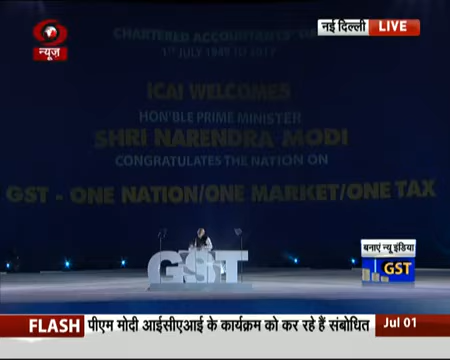 न्यूज़
नई दिल्ली LIVE
CHARTERED ACCOUNTANTS'
1ST JULY 1949 TO 2017
ICAI WELCOMES
HON'BLE PRIME MINISTER
SHRI NARENDRA MODI
CONGRATULATES THE NATION ON
GST - ONE NATION/ONE MARKET/ONE TAX
GST
बनाएं न्यू इंडिया
GST
FLASH पीएम मोदी आईसीएआई के कार्यक्रम को कर रहे हैं संबोधित Jul 01